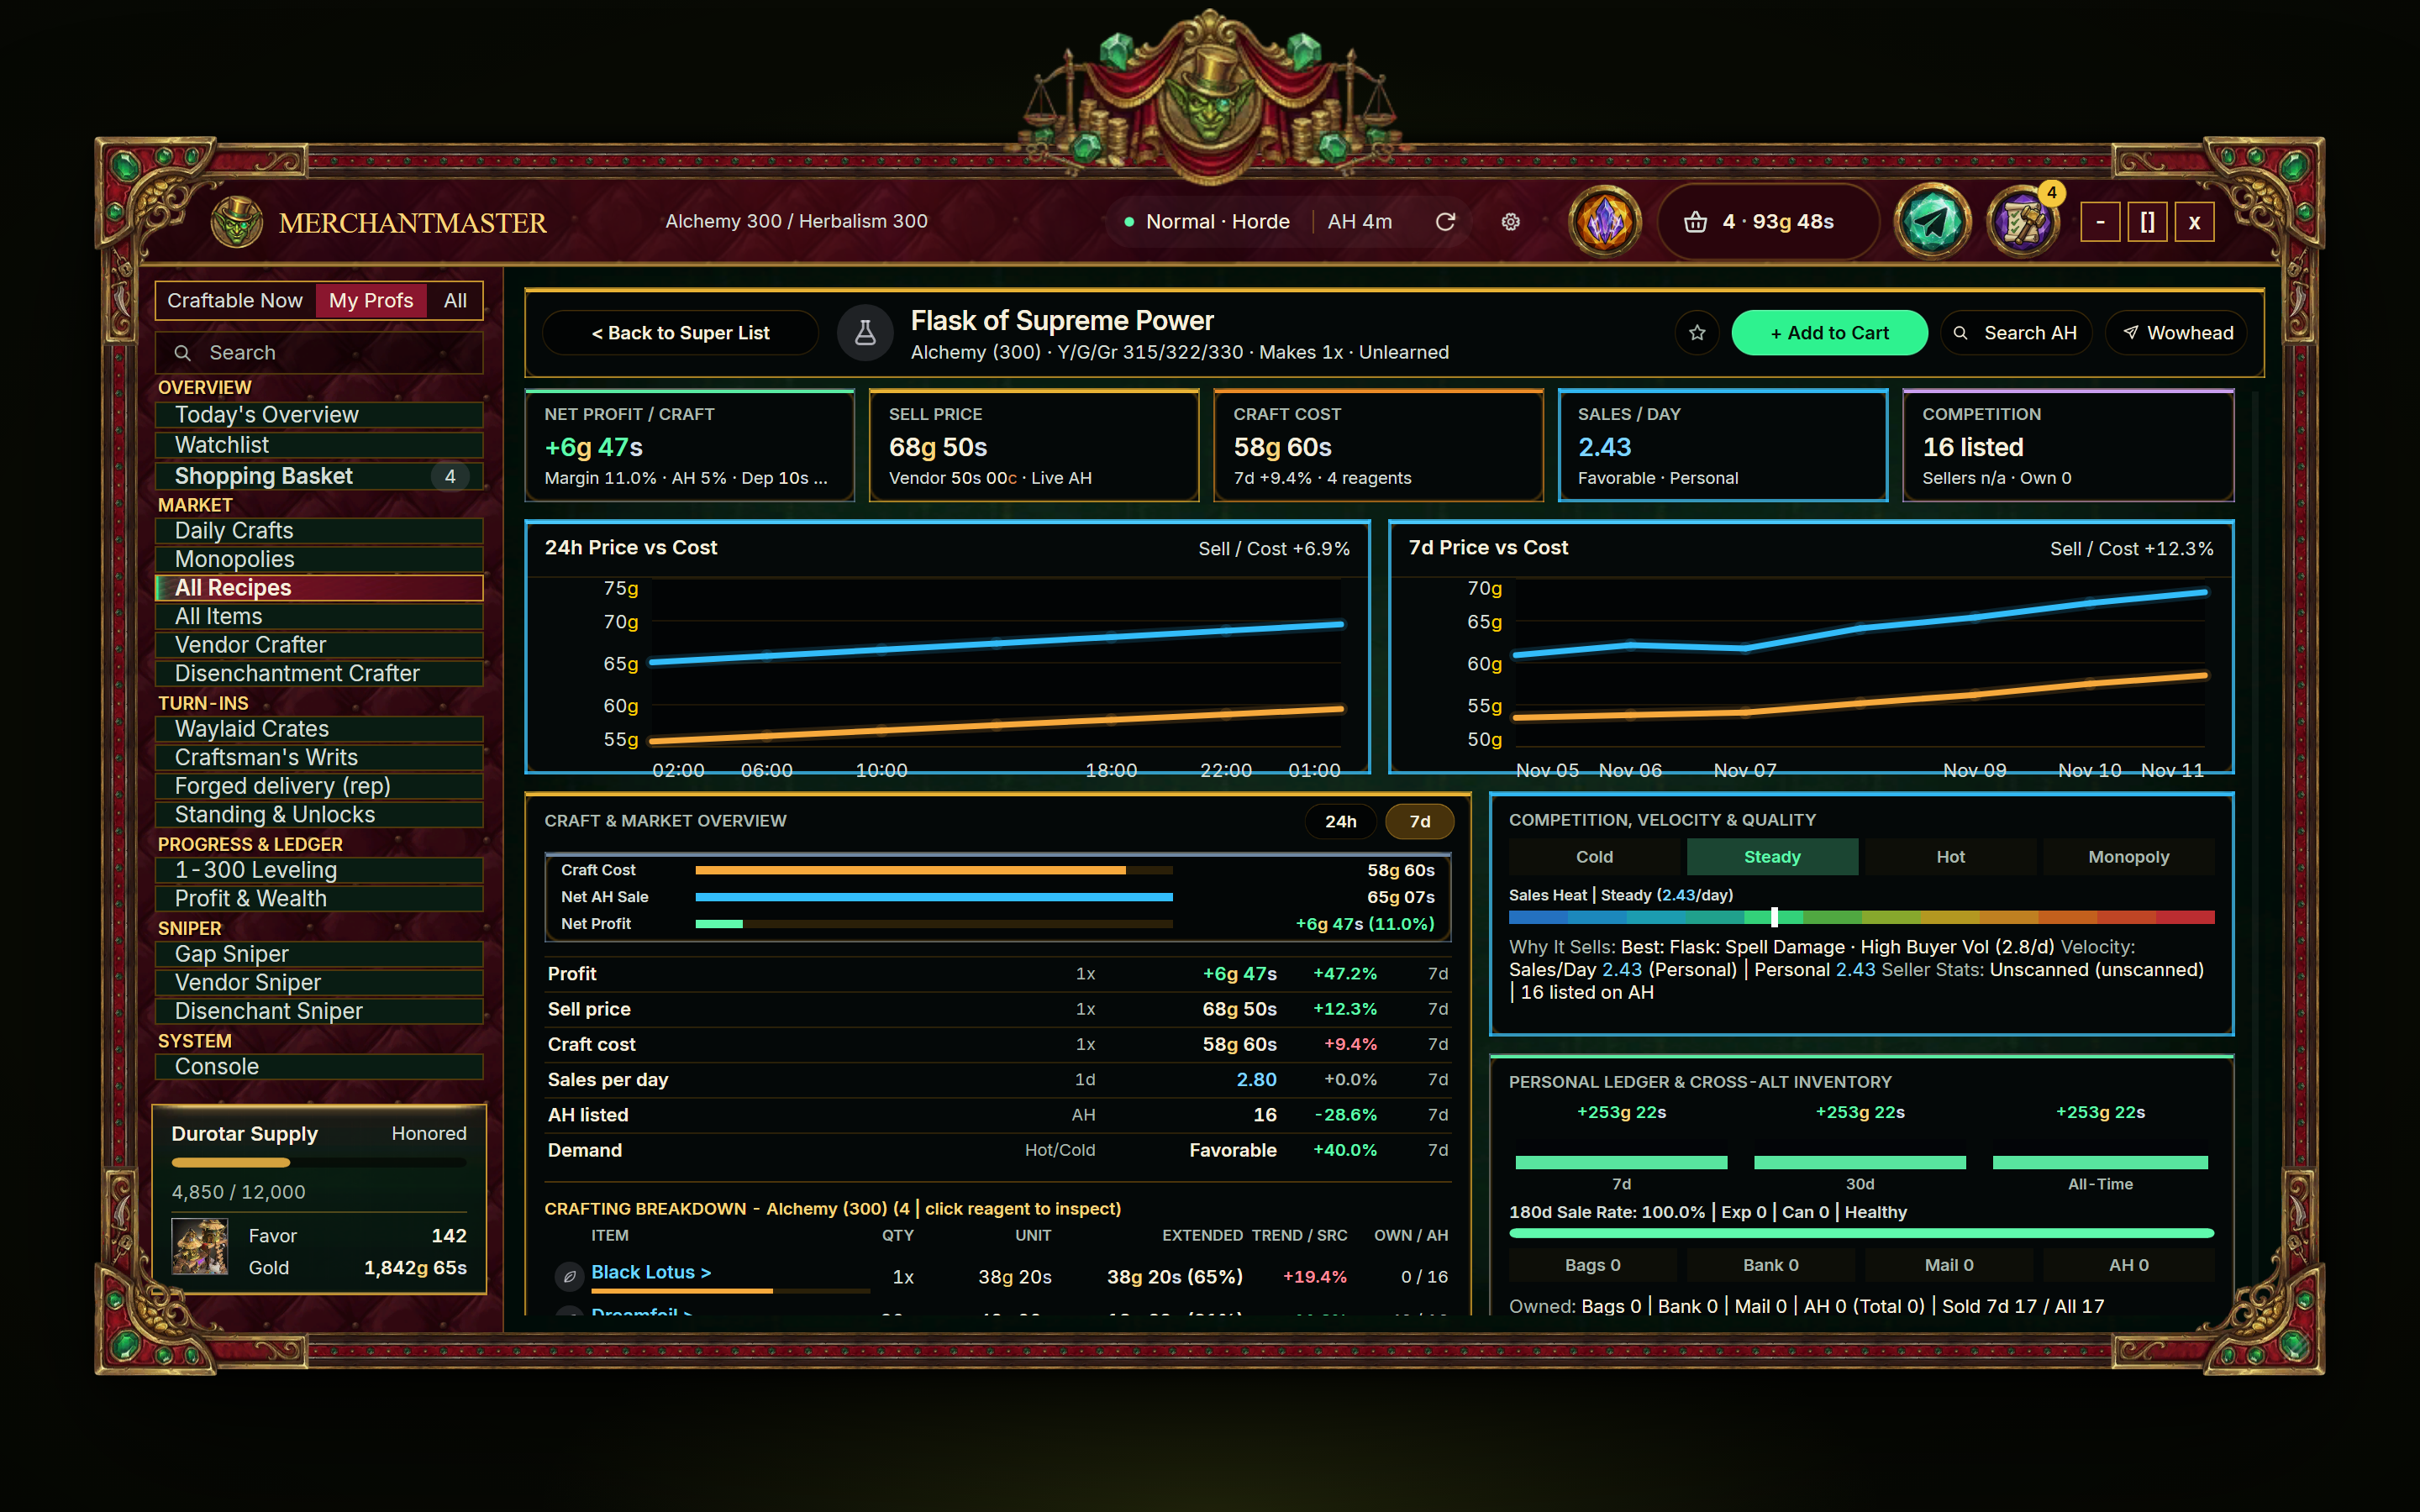 MERCHANTMASTER
Alchemy 300 / Herbalism 300
Normal · Horde
AH 4m
4 · 93g 48s
4
-
[]
x
Craftable Now
My Profs
All
Search
OVERVIEW
Today's Overview
Watchlist
Shopping Basket 4
MARKET
Daily Crafts
Monopolies
All Recipes
All Items
Vendor Crafter
Disenchantment Crafter
TURN-INS
Waylaid Crates
Craftsman's Writs
Forged delivery (rep)
Standing & Unlocks
PROGRESS & LEDGER
1-300 Leveling
Profit & Wealth
SNIPER
Gap Sniper
Vendor Sniper
Disenchant Sniper
SYSTEM
Console
Durotar Supply Honored
4,850 / 12,000
Favor 142
Gold 1,842g 65s
< Back to Super List
Flask of Supreme Power
Alchemy (300) · Y/G/Gr 315/322/330 · Makes 1x · Unlearned
+ Add to Cart
Search AH
Wowhead
NET PROFIT / CRAFT
+6g 47s
Margin 11.0% · AH 5% · Dep 10s ...
SELL PRICE
68g 50s
Vendor 50s 00c · Live AH
CRAFT COST
58g 60s
7d +9.4% · 4 reagents
SALES / DAY
2.43
Favorable · Personal
COMPETITION
16 listed
Sellers n/a · Own 0
24h Price vs Cost Sell / Cost +6.9%
75g
70g
65g
60g
55g
02:00 06:00 10:00 18:00 22:00 01:00
7d Price vs Cost Sell / Cost +12.3%
70g
65g
60g
55g
50g
Nov 05 Nov 06 Nov 07 Nov 09 Nov 10 Nov 11
CRAFT & MARKET OVERVIEW 24h 7d
Craft Cost 58g 60s
Net AH Sale 65g 07s
Net Profit +6g 47s (11.0%)
Profit 1x +6g 47s +47.2% 7d
Sell price 1x 68g 50s +12.3% 7d
Craft cost 1x 58g 60s +9.4% 7d
Sales per day 1d 2.80 +0.0% 7d
AH listed AH 16 -28.6% 7d
Demand Hot/Cold Favorable +40.0% 7d
CRAFTING BREAKDOWN - Alchemy (300) (4 | click reagent to inspect)
ITEM QTY UNIT EXTENDED TREND / SRC OWN / AH
Black Lotus > 1x 38g 20s 38g 20s (65%) +19.4% 0 / 16
Dreamfoil >
COMPETITION, VELOCITY & QUALITY
Cold Steady Hot Monopoly
Sales Heat | Steady (2.43/day)
Why It Sells: Best: Flask: Spell Damage · High Buyer Vol (2.8/d) Velocity:
Sales/Day 2.43 (Personal) | Personal 2.43 Seller Stats: Unscanned (unscanned)
| 16 listed on AH
PERSONAL LEDGER & CROSS-ALT INVENTORY
+253g 22s +253g 22s +253g 22s
7d 30d All-Time
180d Sale Rate: 100.0% | Exp 0 | Can 0 | Healthy
Bags 0 Bank 0 Mail 0 AH 0
Owned: Bags 0 | Bank 0 | Mail 0 | AH 0 (Total 0) | Sold 7d 17 / All 17